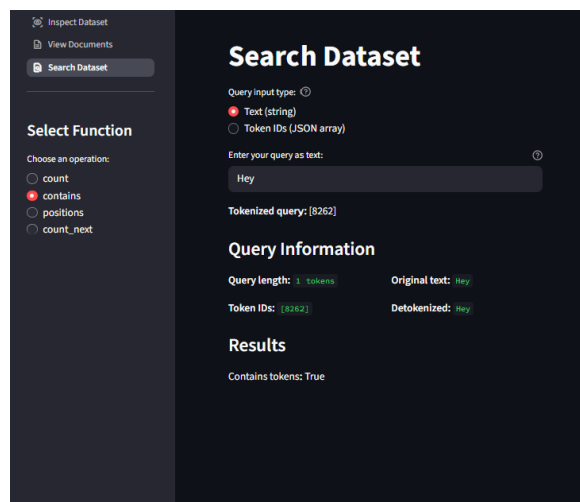 Inspect Dataset
View Documents
Search Dataset
Select Function
Choose an operation:
count
contains
positions
count_next
Search Dataset
Query input type:
Text (string)
Token IDs (JSON array)
Enter your query as text:
Hey
Tokenized query: [8262]
Query Information
Query length: 1 tokens
Original text: Hey
Token IDs: [8262]
Detokenized: Hey
Results
Contains tokens: True